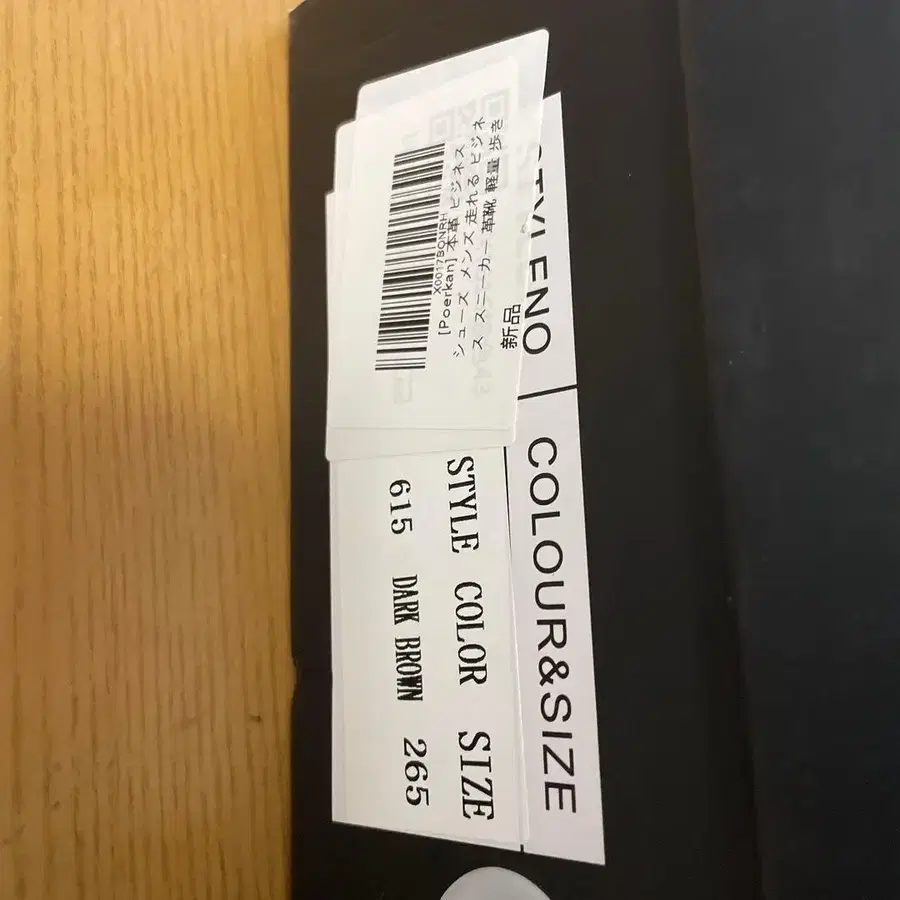 X0017BQNRH
[Poerkan] 本革 ビジネス
シューズ メンズ 走れる ビジネ
ス スニーカー 革靴 軽量 歩き
新品
STYLENO
COLOUR&SIZE
STYLE COLOR SIZE
615 DARK BROWN 265